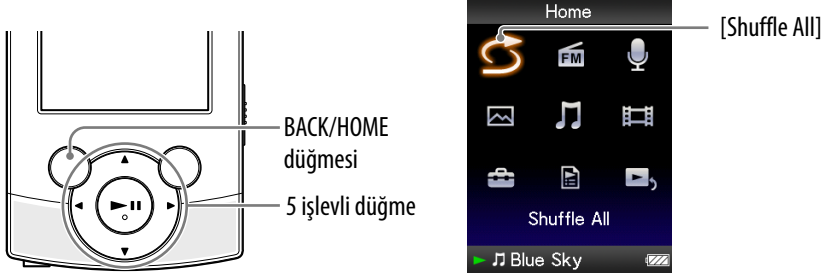 BACK/HOME
düğmesi
5 işlevli düğme
Home
[Shuffle All]
FM
Shuffle All
Blue Sky